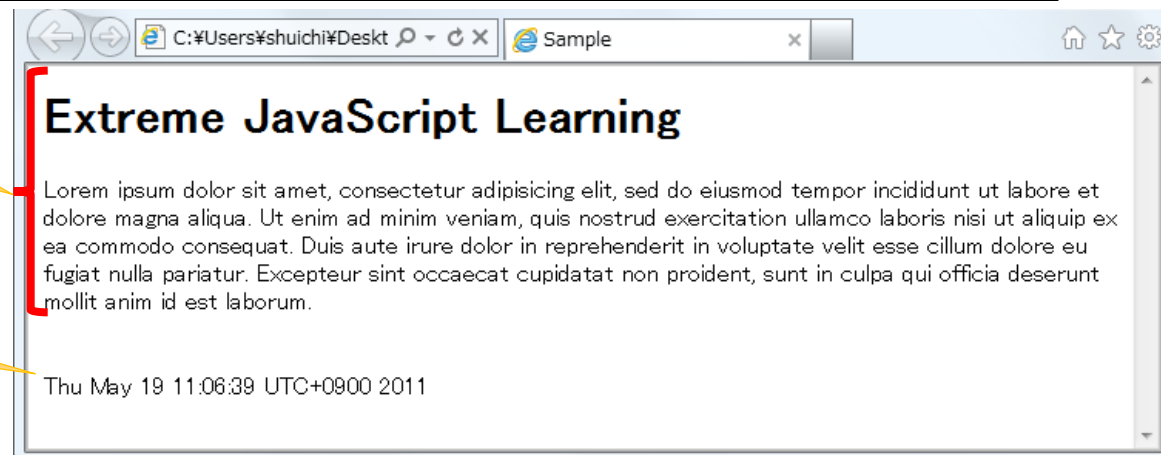 C:¥Users¥shuichi¥Deskt
Sample
Extreme JavaScript Learning
Lorem ipsum dolor sit amet, consectetur adipisicing elit, sed do eiusmod tempor incididunt ut labore et
dolore magna aliqua. Ut enim ad minim veniam, quis nostrud exercitation ullamco laboris nisi ut aliquip ex
ea commodo consequat. Duis aute irure dolor in reprehenderit in voluptate velit esse cillum dolore eu
fugiat nulla pariatur. Excepteur sint occaecat cupidatat non proident, sunt in culpa qui officia deserunt
mollit anim id est laborum.
Thu May 19 11:06:39 UTC+0900 2011